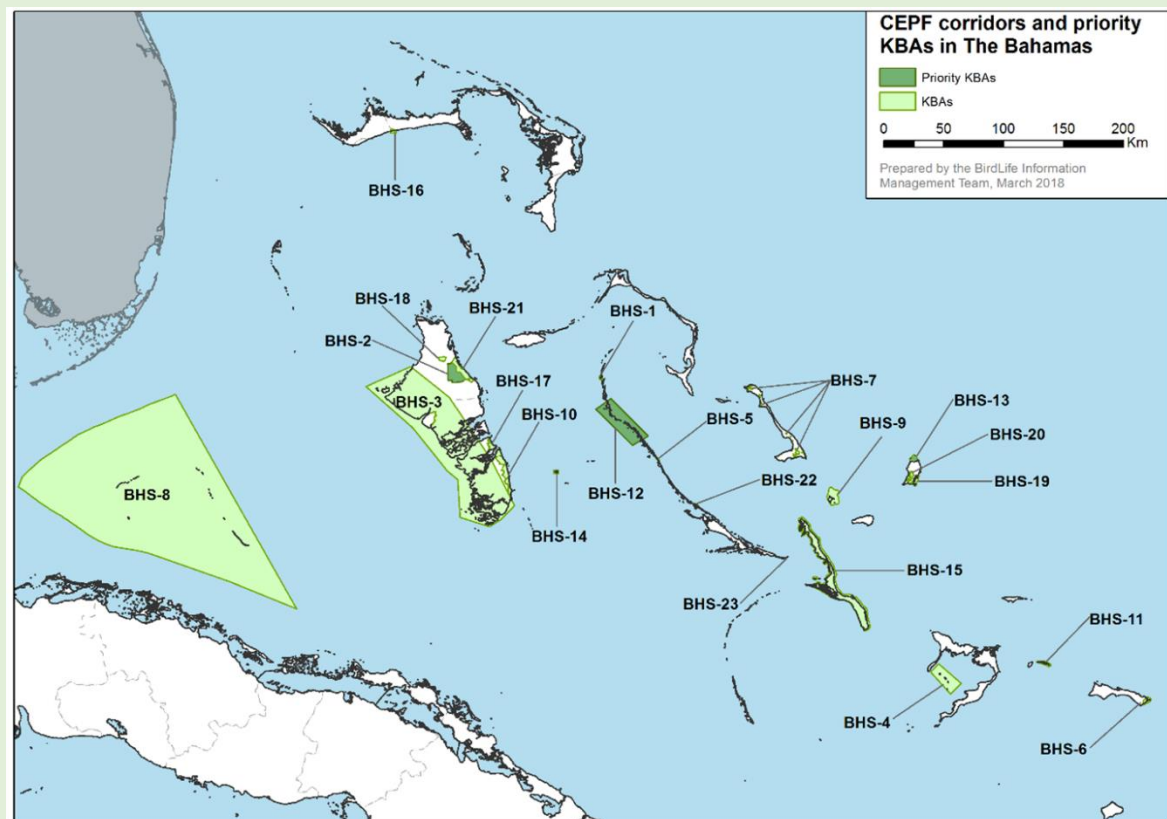 CEPF corridors and priority
KBAs in The Bahamas
Priority KBAs
KBAs
0 50 100 200
Km
Prepared by the BirdLife Information
Management Team, March 2018
BHS-16
BHS-18
BHS-21
BHS-1
BHS-2
BHS-17
BHS-7
BHS-3
BHS-13
BHS-10
BHS-5
BHS-9
BHS-20
BHS-22
BHS-19
BHS-12
BHS-8
BHS-14
BHS-15
BHS-23
BHS-11
BHS-4
BHS-6